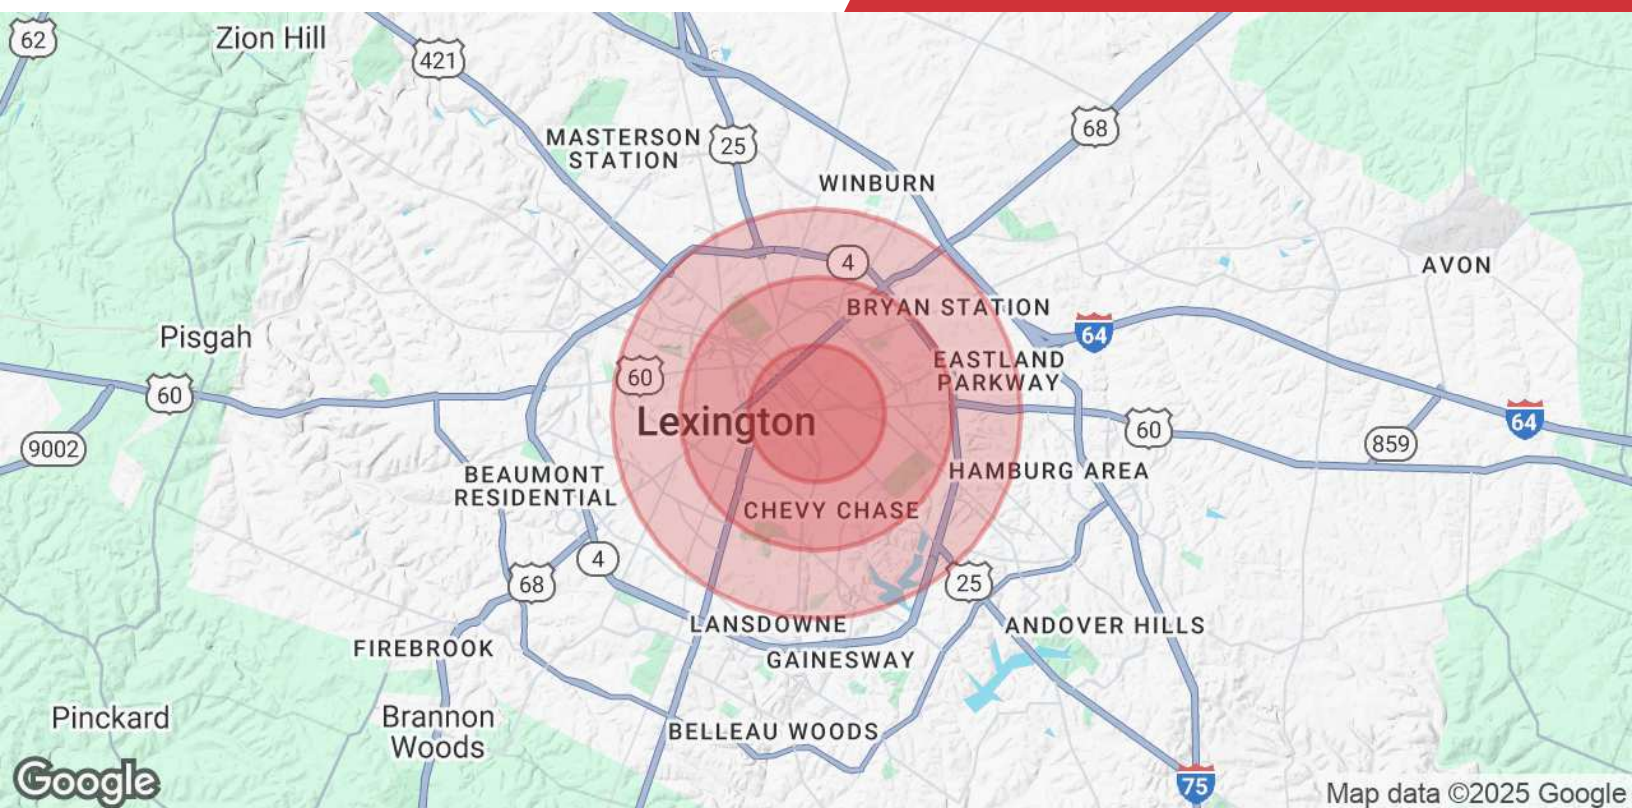 62
Zion Hill
421
68
MASTERSON
STATION
25
WINBURN
4
AVON
BRYAN STATION
64
Pisgah
EASTLAND
PARKWAY
60
60
Lexington
64
60
859
9002
BEAUMONT
RESIDENTIAL
HAMBURG AREA
CHEVY CHASE
4
68
25
LANSDOWNE
ANDOVER HILLS
FIREBROOK
GAINESWAY
Pinckard
Brannon
Woods
BELLEAU WOODS
Google
75
Map data ©2025 Google